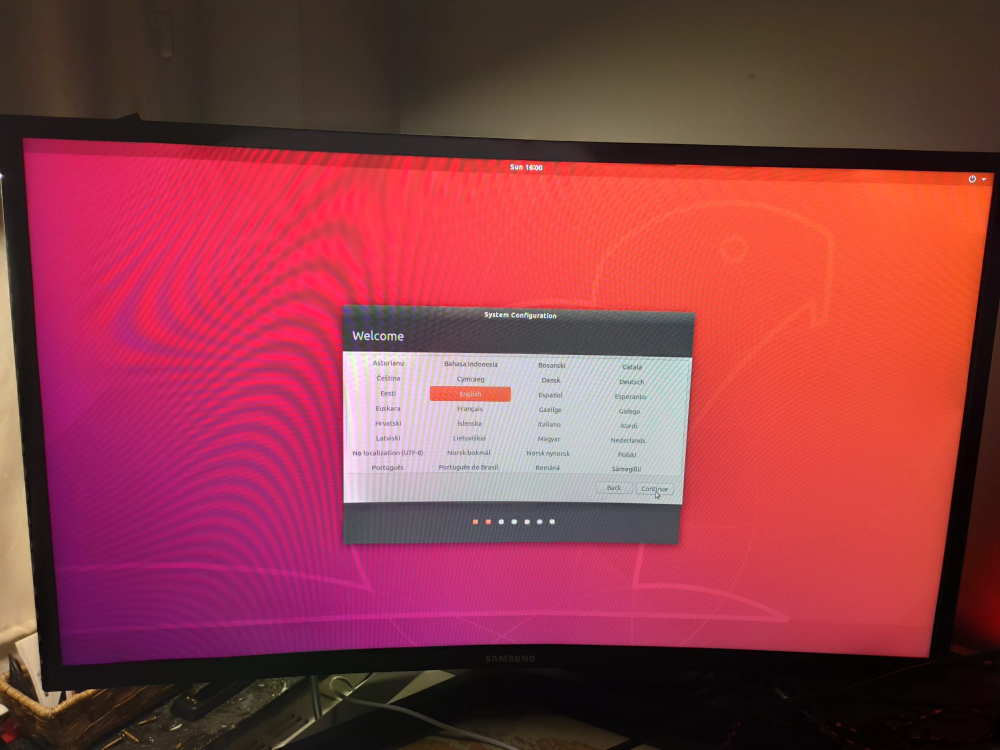 Sun 16:00
System Configuration
Welcome
Asturianu Bahasa Indonesia Bosanski Català
Čeština Cymraeg Dansk Deutsch
Eesti English Español Esperanto
Euskara Français Gaeilge Galego
Hrvatski Íslenska Italiano Kurdî
Latviski Lietuviškai Magyar Nederlands
No localization (UTF-8) Norsk bokmål Norsk nynorsk Polski
Português Português do Brasil Română Sámegillii
Back Continue
SAMSUNG